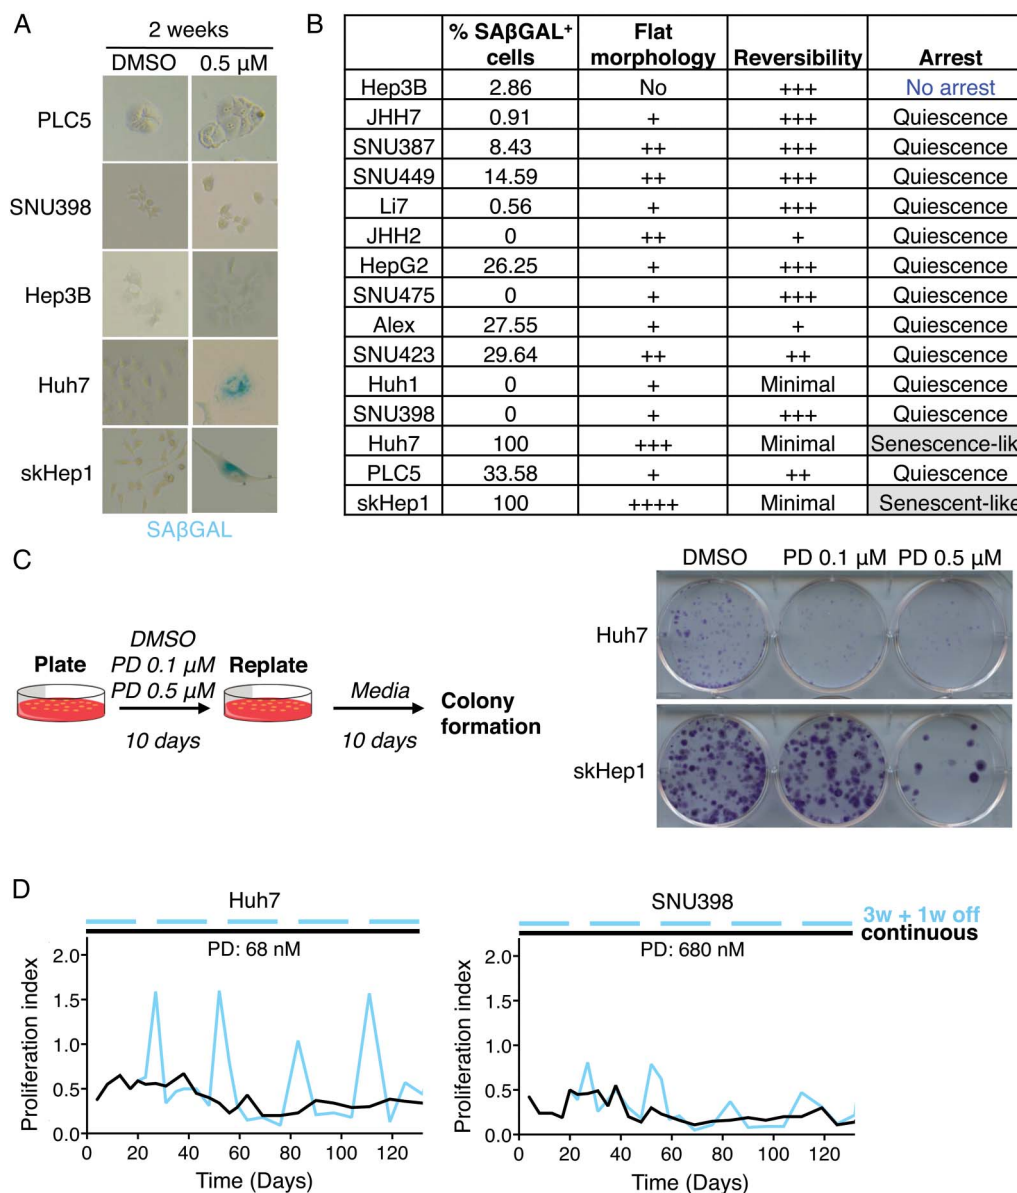 A
2 weeks
DMSO 0.5 μM
PLC5
SNU398
Hep3B
Huh7
skHep1
SAβGAL
B
% SAβGAL+ cells Flat morphology Reversibility Arrest
Hep3B 2.86 No +++ No arrest
JHH7 0.91 + +++ Quiescence
SNU387 8.43 ++ +++ Quiescence
SNU449 14.59 ++ +++ Quiescence
Li7 0.56 + +++ Quiescence
JHH2 0 ++ + Quiescence
HepG2 26.25 + +++ Quiescence
SNU475 0 + +++ Quiescence
Alex 27.55 + + Quiescence
SNU423 29.64 ++ ++ Quiescence
Huh1 0 + Minimal Quiescence
SNU398 0 + +++ Quiescence
Huh7 100 +++ Minimal Senescence-lik
PLC5 33.58 + ++ Quiescence
skHep1 100 ++++ Minimal Senescent-like
C
DMSO
PD 0.1 μM
PD 0.5 μM
Plate
Replate
10 days
Media
10 days
Colony
formation
DMSO PD 0.1 μM PD 0.5 μM
Huh7
skHep1
D
Huh7
PD: 68 nM
Proliferation index
2.0
1.5
1.0
0.5
0.0
0 20 40 60 80 100 120
Time (Days)
SNU398
3w + 1w off
continuous
PD: 680 nM
Proliferation index
2.0
1.5
1.0
0.5
0.0
0 20 40 60 80 100 120
Time (Days)